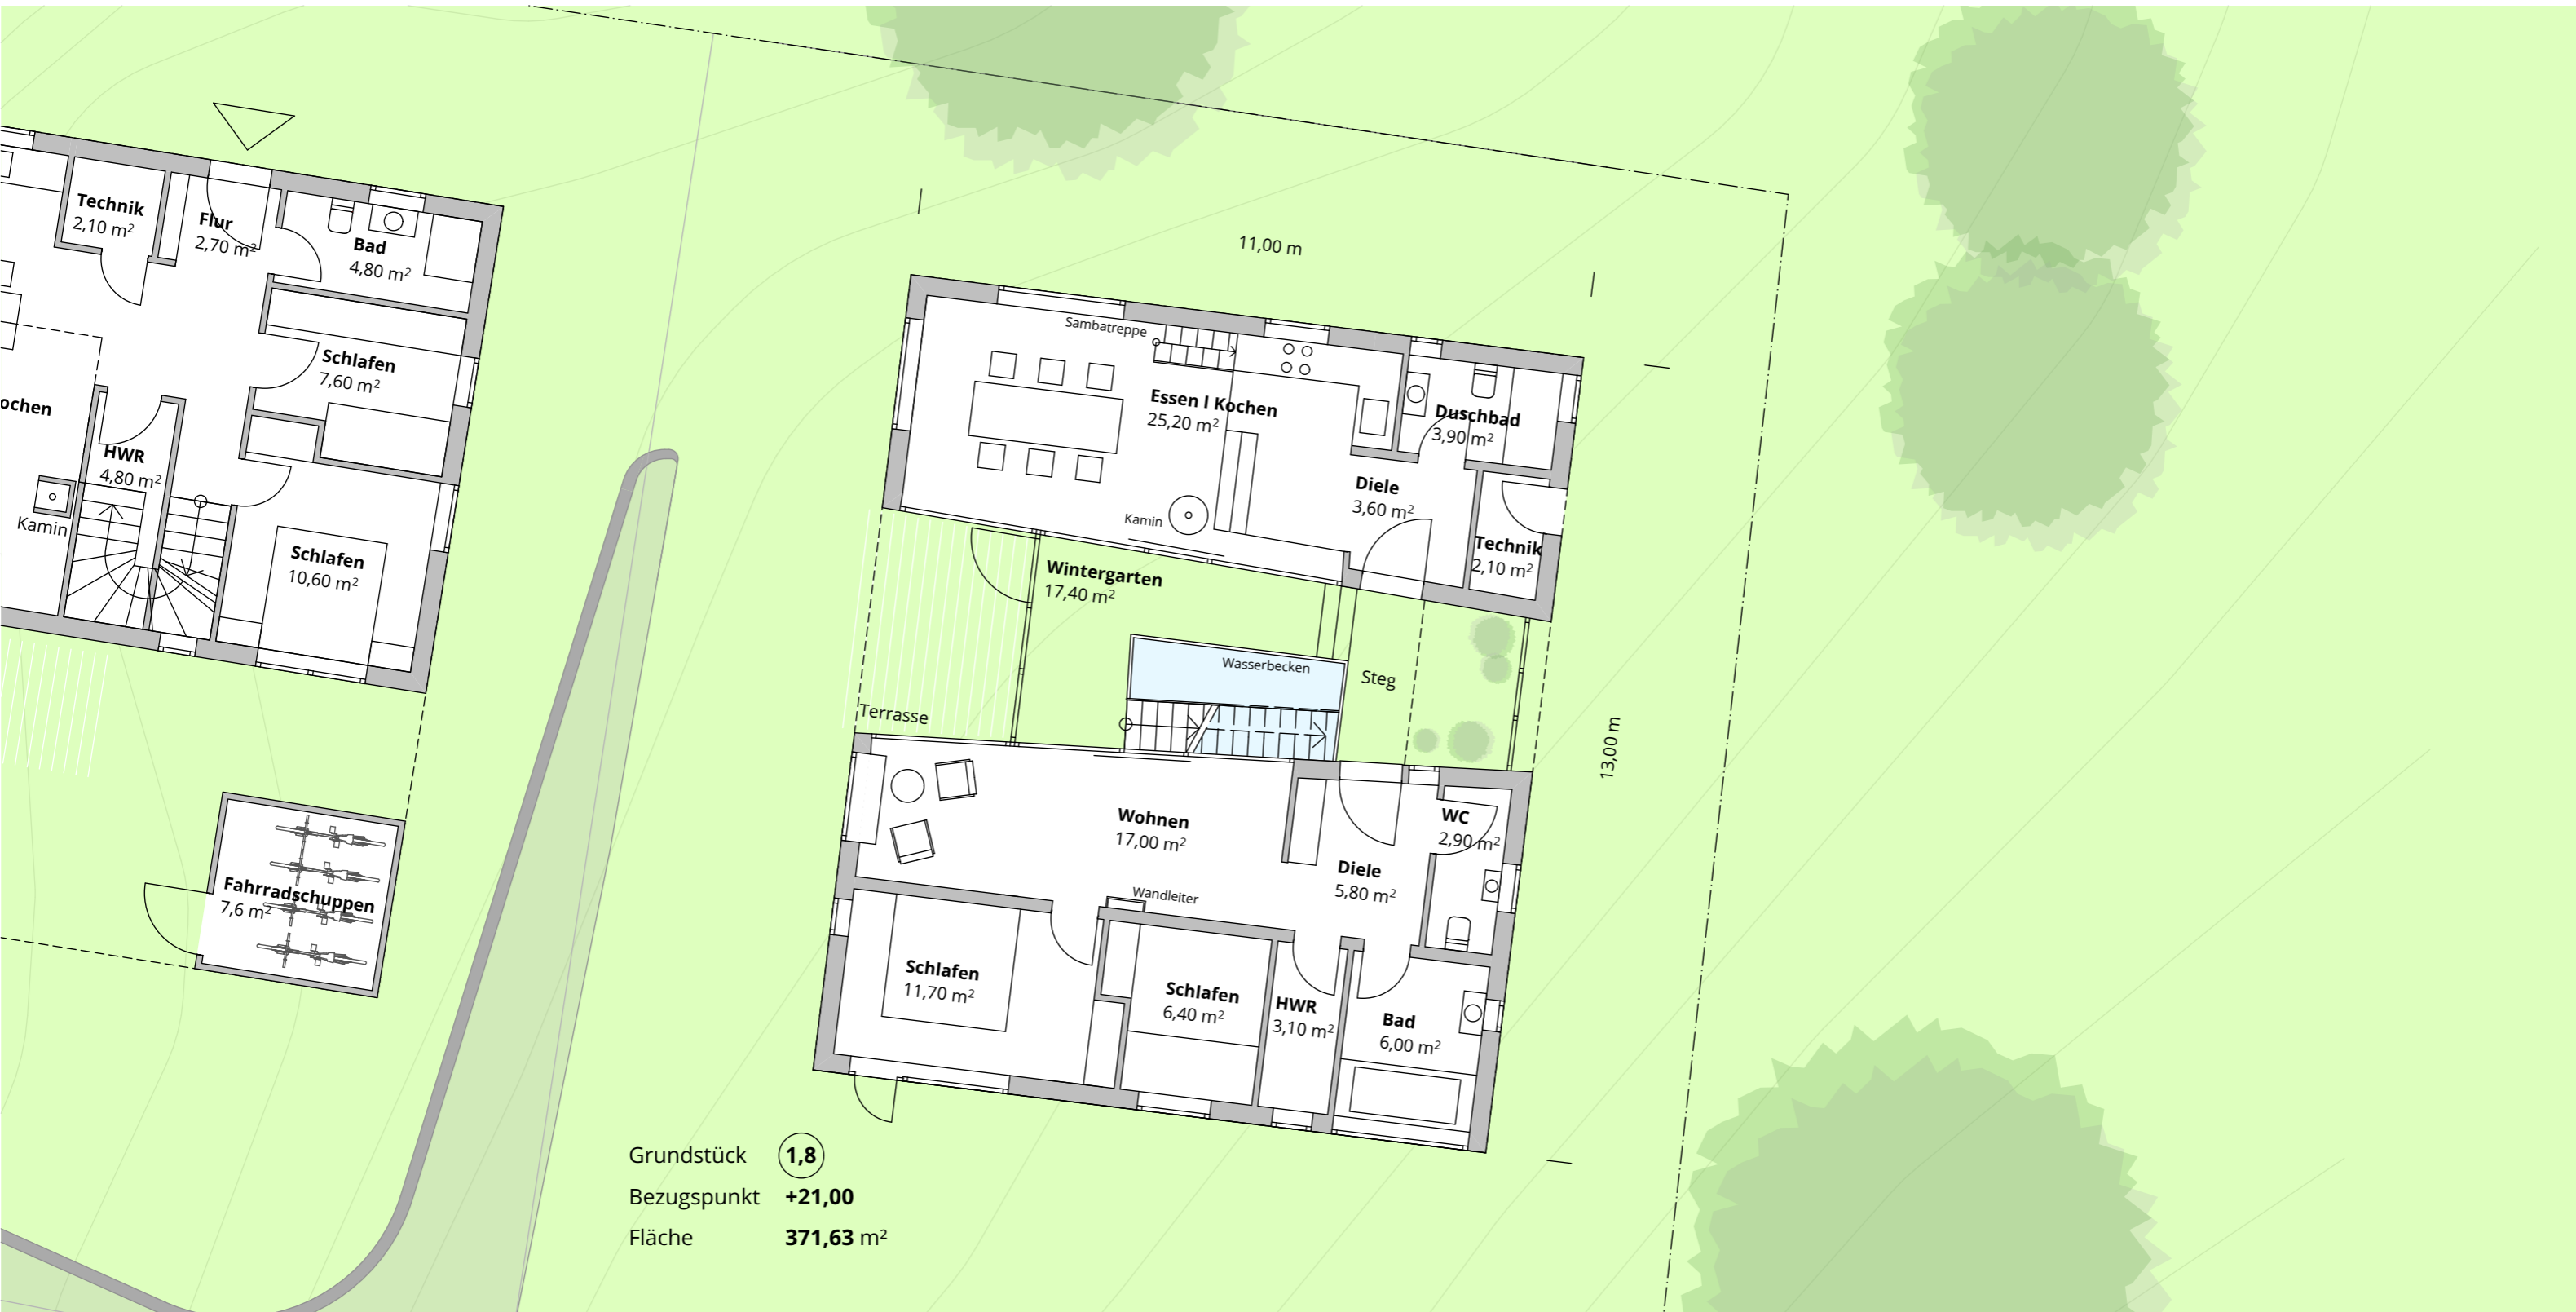 Technik
2,10 m²
Flur
2,70 m²
Bad
4,80 m²
Schlafen
7,60 m²
ochen
HWR
4,80 m²
Kamin
Schlafen
10,60 m²
Fahrradschuppen
7,6 m²
11,00 m
Sambatreppe
Essen I Kochen
25,20 m²
Duschbad
3,90 m²
Diele
3,60 m²
Kamin
Technik
2,10 m²
Wintergarten
17,40 m²
Wasserbecken
Steg
Terrasse
13,00 m
Wohnen
17,00 m²
WC
2,90 m²
Diele
5,80 m²
Wandleiter
Schlafen
11,70 m²
Schlafen
6,40 m²
HWR
3,10 m²
Bad
6,00 m²
Grundstück 1,8
Bezugspunkt +21,00
Fläche 371,63 m²